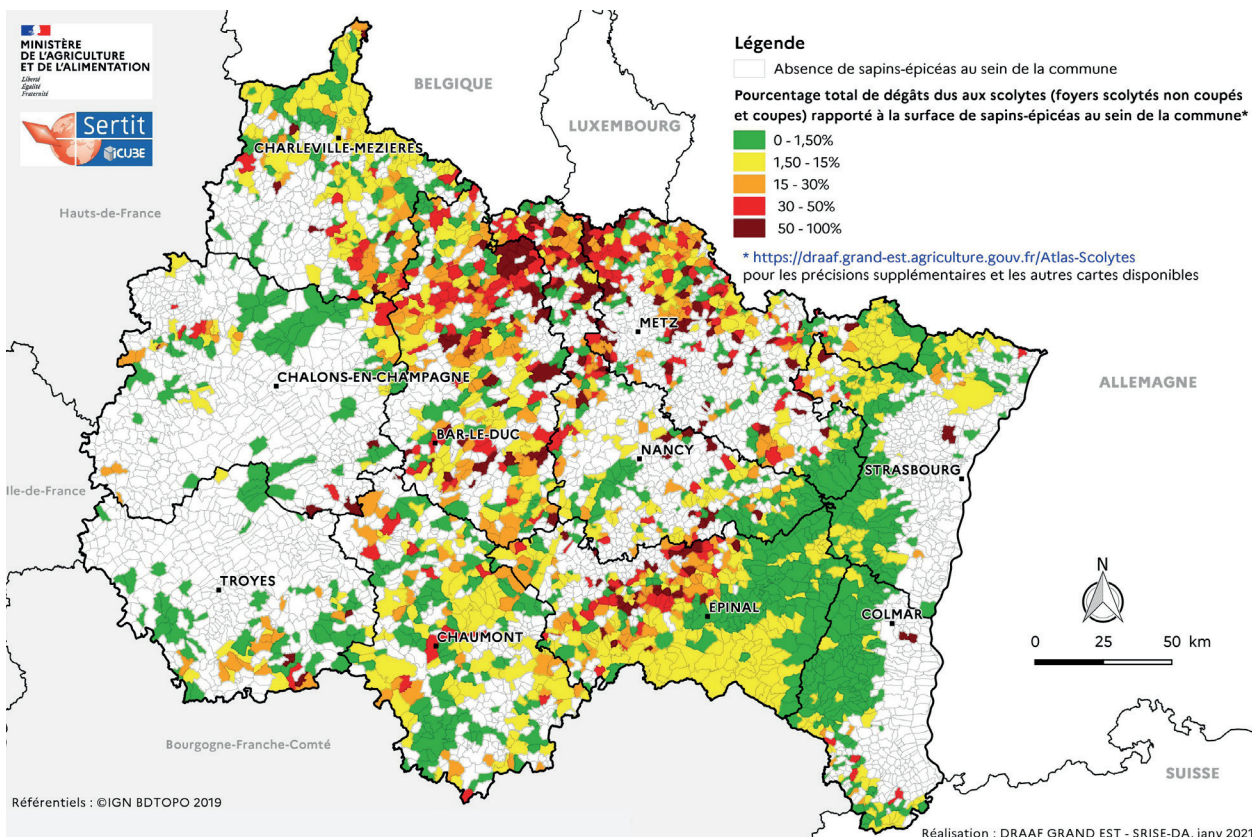 MINISTÈRE
DE L'AGRICULTURE
ET DE L'ALIMENTATION
Liberté
Égalité
Fraternité
Sertit
iCUBE
BELGIQUE
LUXEMBOURG
Légende
Absence de sapins-épicéas au sein de la commune
Pourcentage total de dégâts dus aux scolytes (foyers scolytés non coupés
et coupes) rapporté à la surface de sapins-épicéas au sein de la commune*
0 - 1,50%
1,50 - 15%
15 - 30%
30 - 50%
50 - 100%
* https://draaf.grand-est.agriculture.gouv.fr/Atlas-Scolytes
pour les précisions supplémentaires et les autres cartes disponibles
CHARLEVILLE-MEZIERES
Hauts-de-France
METZ
CHALONS-EN-CHAMPAGNE
ALLEMAGNE
BAR-LE-DUC
NANCY
STRASBOURG
Ile-de-France
TROYES
ÉPINAL
COLMAR
CHAUMONT
N
0 25 50 km
Bourgogne-Franche-Comté
SUISSE
Référentiels : ©IGN BDTOPO 2019
Réalisation : DRAAF GRAND EST - SRISE-DA, janv 2021